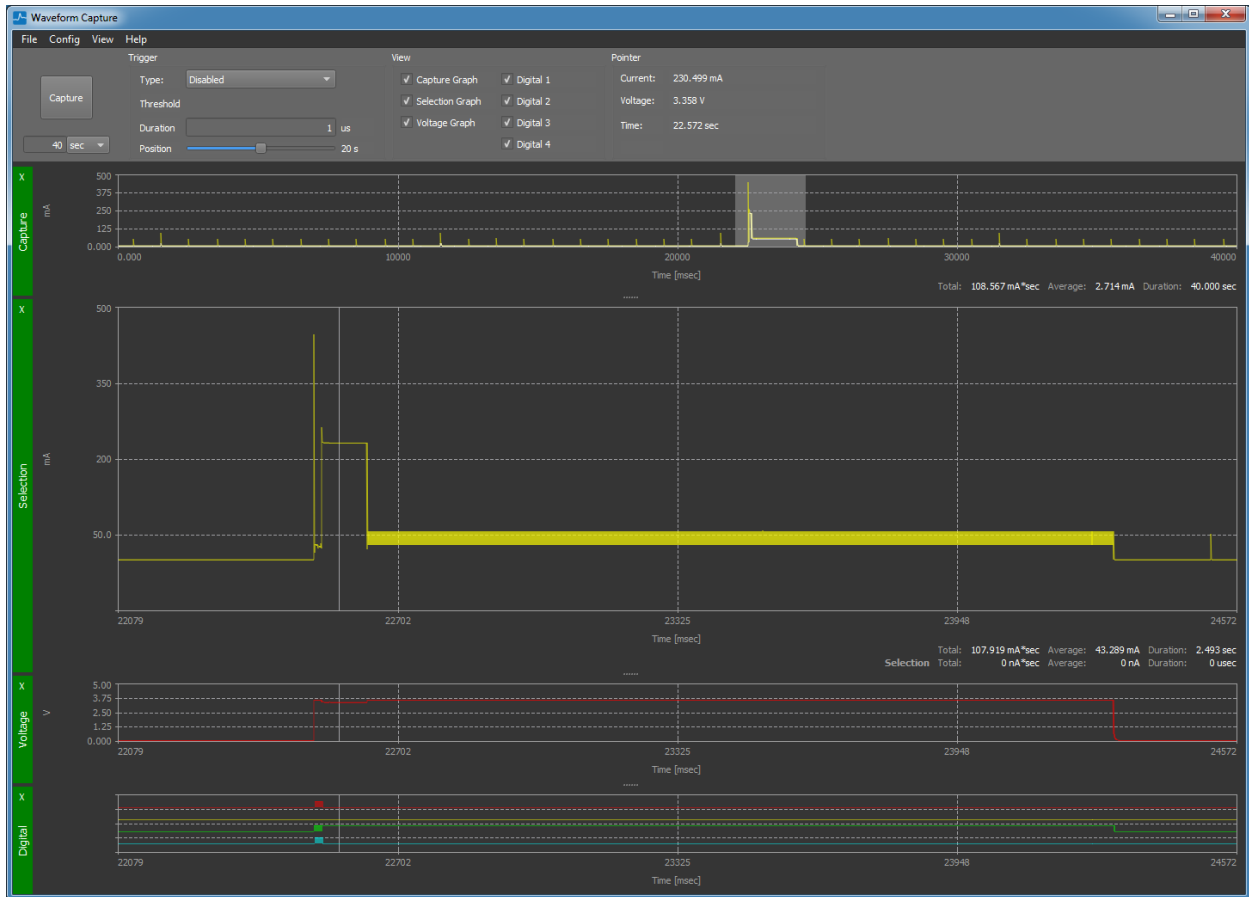 Waveform Capture
File Config View Help
Trigger View Pointer
Type: Disabled Capture Graph Digital 1 Current: 230.499 mA
Capture Threshold Selection Graph Digital 2 Voltage: 3.358 V
Duration 1 us Voltage Graph Digital 3 Time: 22.572 sec
40 sec Position 20 s Digital 4
X
Capture
mA
500
375
250
125
0.000
0.000 10000 20000 30000 40000
Time [msec]
Total: 108.567 mA*sec Average: 2.714 mA Duration: 40.000 sec
X
Selection
mA
500
350
200
50.0
22079 22702 23325 23948 24572
Time [msec]
Total: 107.919 mA*sec Average: 43.289 mA Duration: 2.493 sec
Selection Total: 0 nA*sec Average: 0 nA Duration: 0 usec
X
Voltage
V
5.00
3.75
2.50
1.25
0.000
22079 22702 23325 23948 24572
Time [msec]
X
Digital
22079 22702 23325 23948 24572
Time [msec]